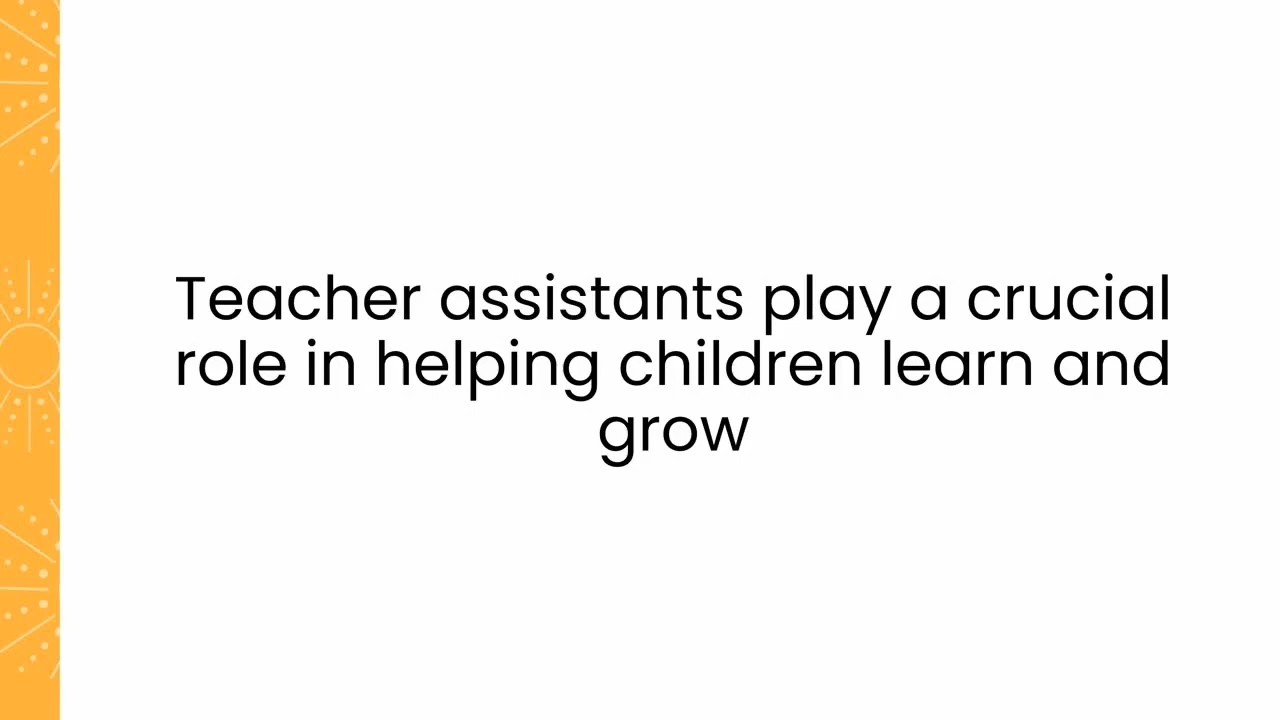 Teacher assistants play a crucial
role in helping children learn and
grow